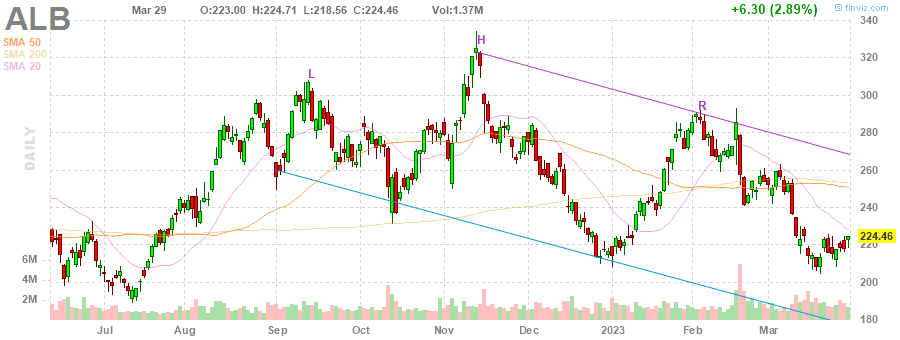 ALB Mar 29 O:223.00 H:224.71 L:218.56 C:224.46 Vol:1.37M +6.30 (2.89%) © finviz.com
SMA 50
SMA 200
SMA 20
DAILY
L
H
R
340
320
300
280
260
240
224.46
220
200
180
6M
4M
2M
Jul Aug Sep Oct Nov Dec 2023 Feb Mar